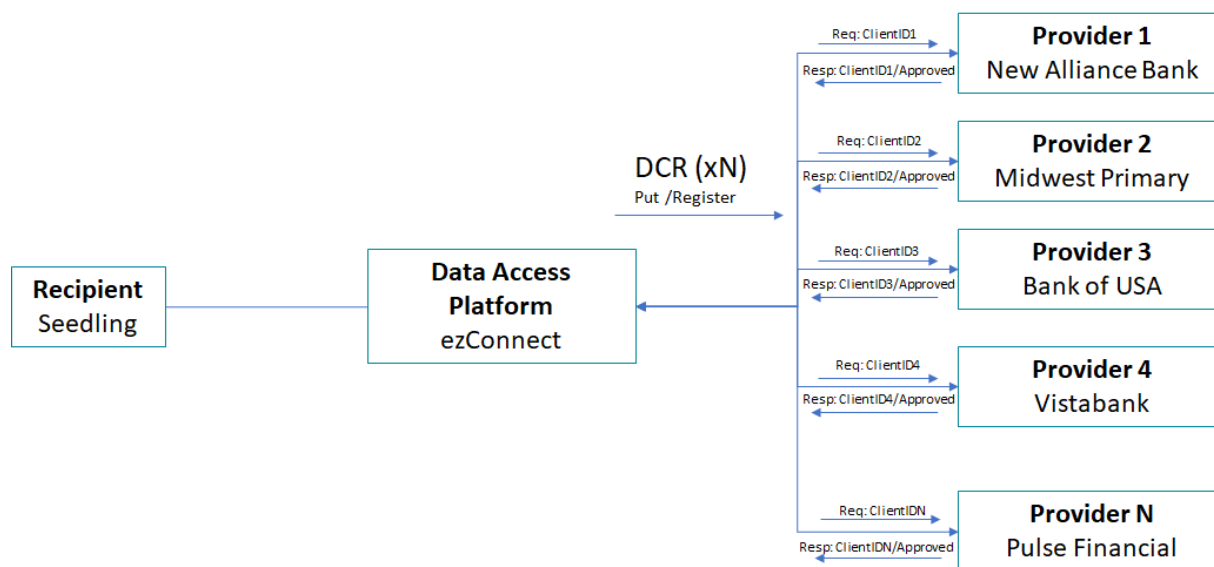 Req: ClientID1
Provider 1
New Alliance Bank
Resp: ClientID1/Approved
Req: ClientID2
Provider 2
Midwest Primary
Resp: ClientID2/Approved
DCR (xN)
Put /Register
Recipient
Seedling
Data Access
Platform
ezConnect
Req: ClientID3
Provider 3
Bank of USA
Resp: ClientID3/Approved
Req: ClientID4
Provider 4
Vistabank
Resp: ClientID4/Approved
Req: ClientIDN
Provider N
Pulse Financial
Resp: ClientIDN/Approved